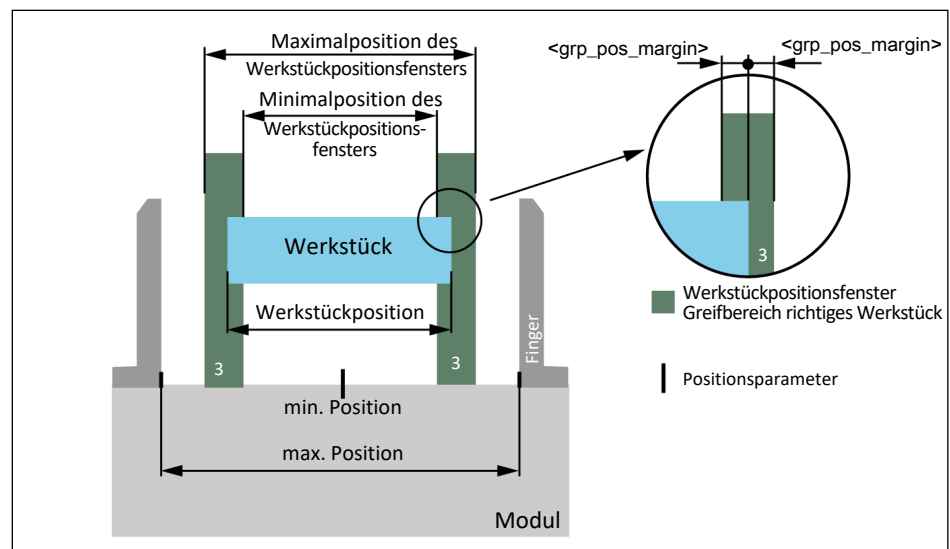 Maximalposition des
Werkstückpositionsfensters
Minimalposition des
Werkstückpositions-
fensters
Werkstück
Werkstückposition
3
3
min. Position
max. Position
Modul
Finger
<grp_pos_margin>
<grp_pos_margin>
3
Werkstückpositionsfenster
Greifbereich richtiges Werkstück
Positionsparameter